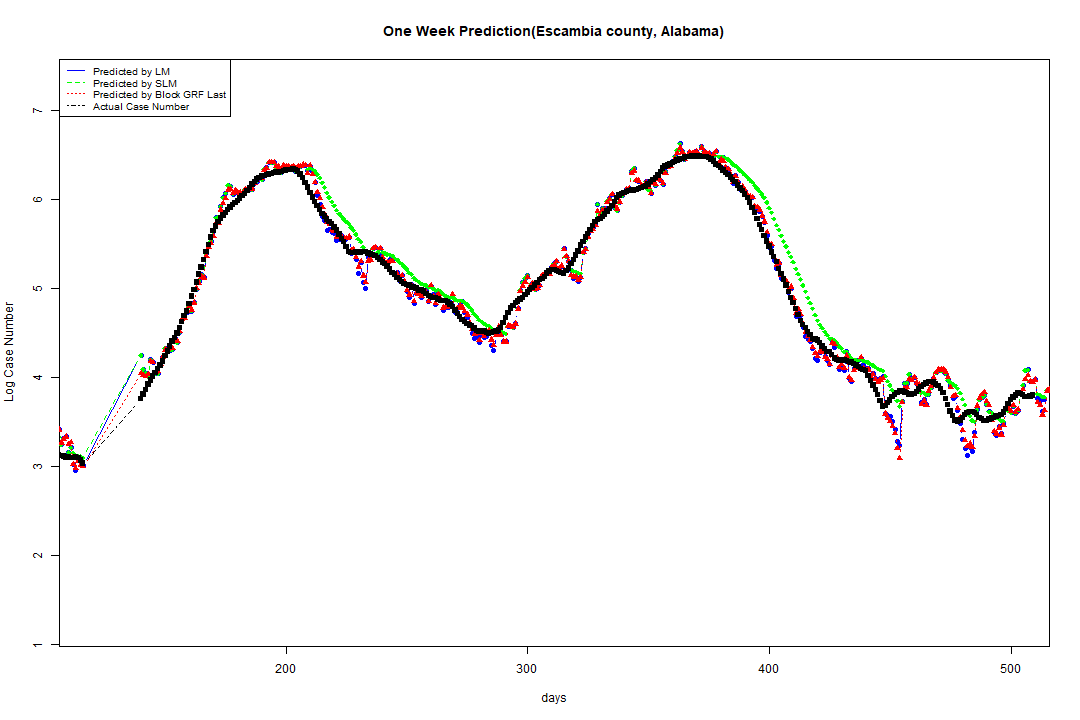 One Week Prediction(Escambia county, Alabama)
Predicted by LM
Predicted by SLM
Predicted by Block GRF Last
Actual Case Number
7
6
5
4
3
2
1
Log Case Number
200 300 400 500
days